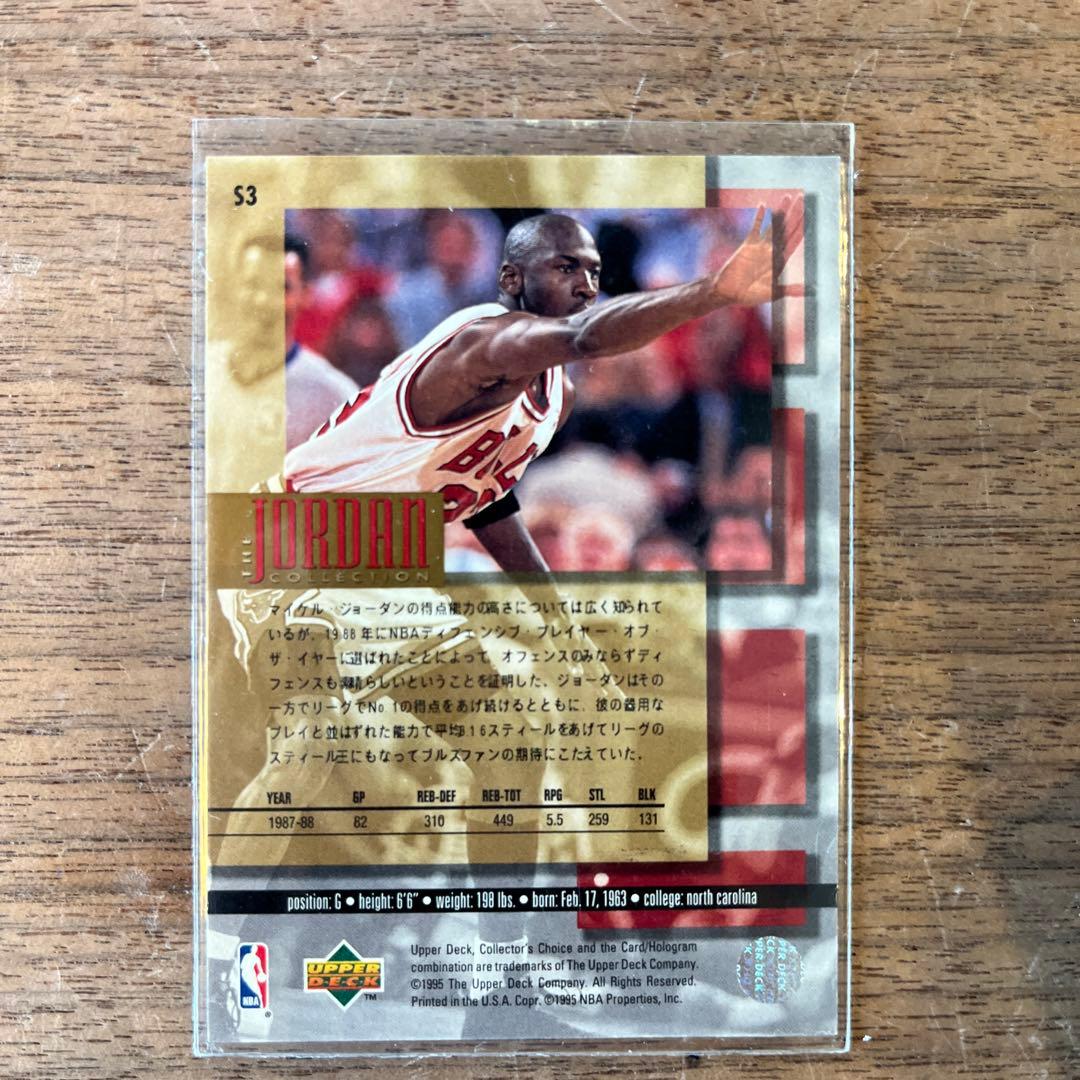 S3
BULL
THE JORDAN
COLLECTION
マイケル・ジョーダンの得点能力の高さについては広く知られて
いるが、1988年にNBAディフェンシブ・プレイヤー・オブ・
ザ・イヤーに選ばれたことによって、オフェンスのみならずディ
フェンスも素晴らしいということを証明した。ジョーダンはその
一方でリーグでNo.1の得点をあげ続けるとともに、彼の器用な
プレイと並はずれた能力で平均3.16スティールをあげてリーグの
スティール王にもなってブルズファンの期待にこたえていた。
YEAR GP REB-DEF REB-TOT RPG STL BLK
1987-88 82 310 449 5.5 259 131
position: G • height: 6'6" • weight: 198 lbs. • born: Feb. 17, 1963 • college: north carolina
NBA ®
UPPER DECK ™
Upper Deck, Collector's Choice and the Card/Hologram
combination are trademarks of The Upper Deck Company.
©1995 The Upper Deck Company. All Rights Reserved.
Printed in the U.S.A. Copr. ©1995 NBA Properties, Inc.